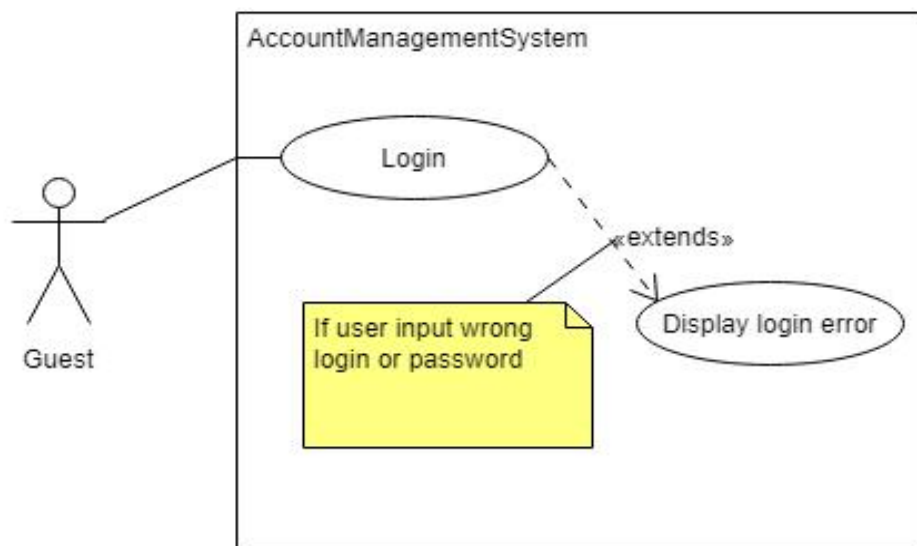 AccountManagementSystem
Login
«extends»
If user input wrong
login or password
Display login error
Guest